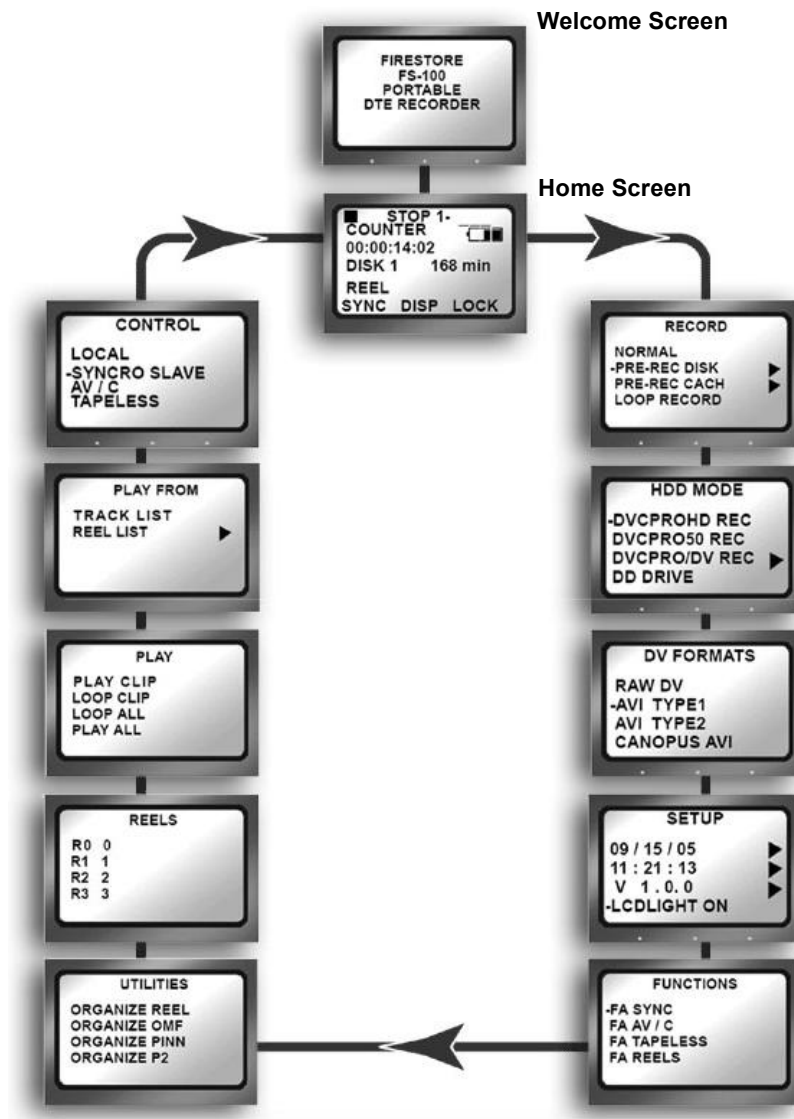 Welcome Screen
FIRESTORE
FS-100
PORTABLE
DTE RECORDER
Home Screen
STOP 1-
COUNTER
00:00:14:02
DISK 1 168 min
REEL
SYNC DISP LOCK
CONTROL
LOCAL
-SYNCRO SLAVE
AV / C
TAPELESS
RECORD
NORMAL
-PRE-REC DISK
PRE-REC CACH
LOOP RECORD
PLAY FROM
TRACK LIST
REEL LIST
HDD MODE
-DVCPROHD REC
DVCPRO50 REC
DVCPRO/DV REC
DD DRIVE
PLAY
PLAY CLIP
LOOP CLIP
LOOP ALL
PLAY ALL
DV FORMATS
RAW DV
-AVI TYPE1
AVI TYPE2
CANOPUS AVI
REELS
R0 0
R1 1
R2 2
R3 3
SETUP
09 / 15 / 05
11 : 21 : 13
V 1 . 0. 0
-LCDLIGHT ON
UTILITIES
ORGANIZE REEL
ORGANIZE OMF
ORGANIZE PINN
ORGANIZE P2
FUNCTIONS
-FA SYNC
FA AV / C
FA TAPELESS
FA REELS